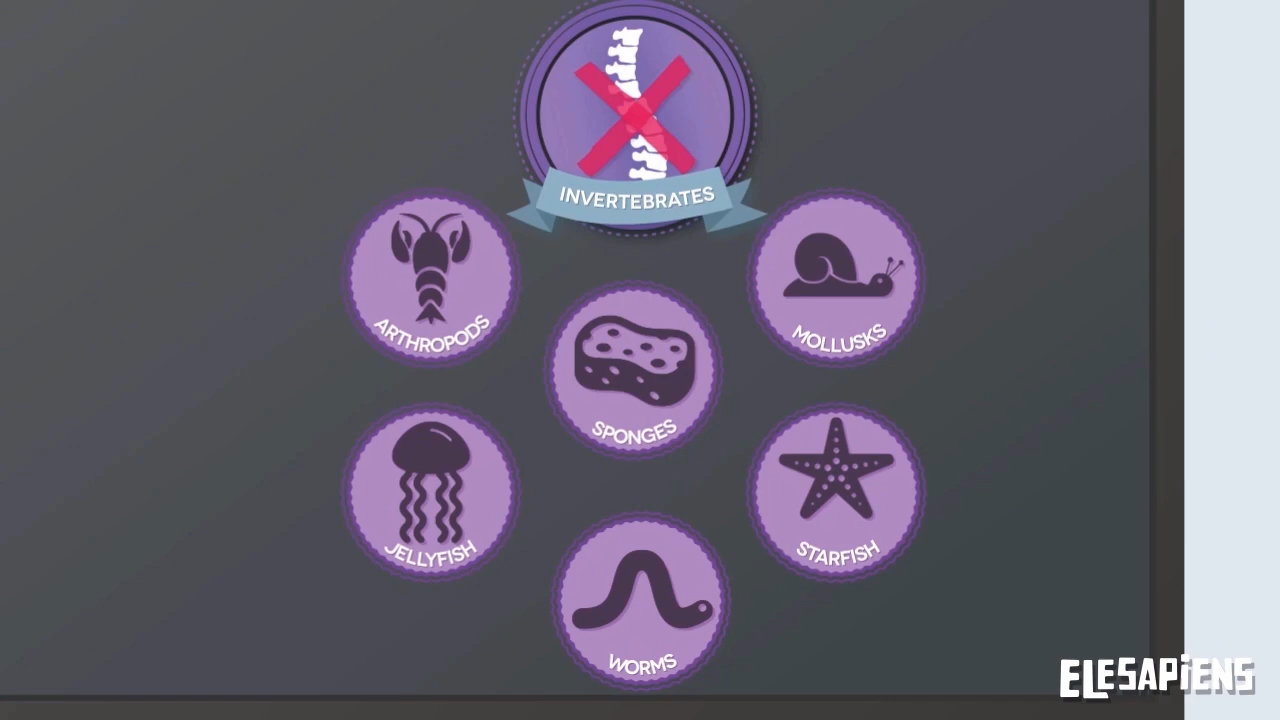 INVERTEBRATES
ARTHROPODS
MOLLUSKS
SPONGES
JELLYFISH
STARFISH
WORMS
ELESAPiENS